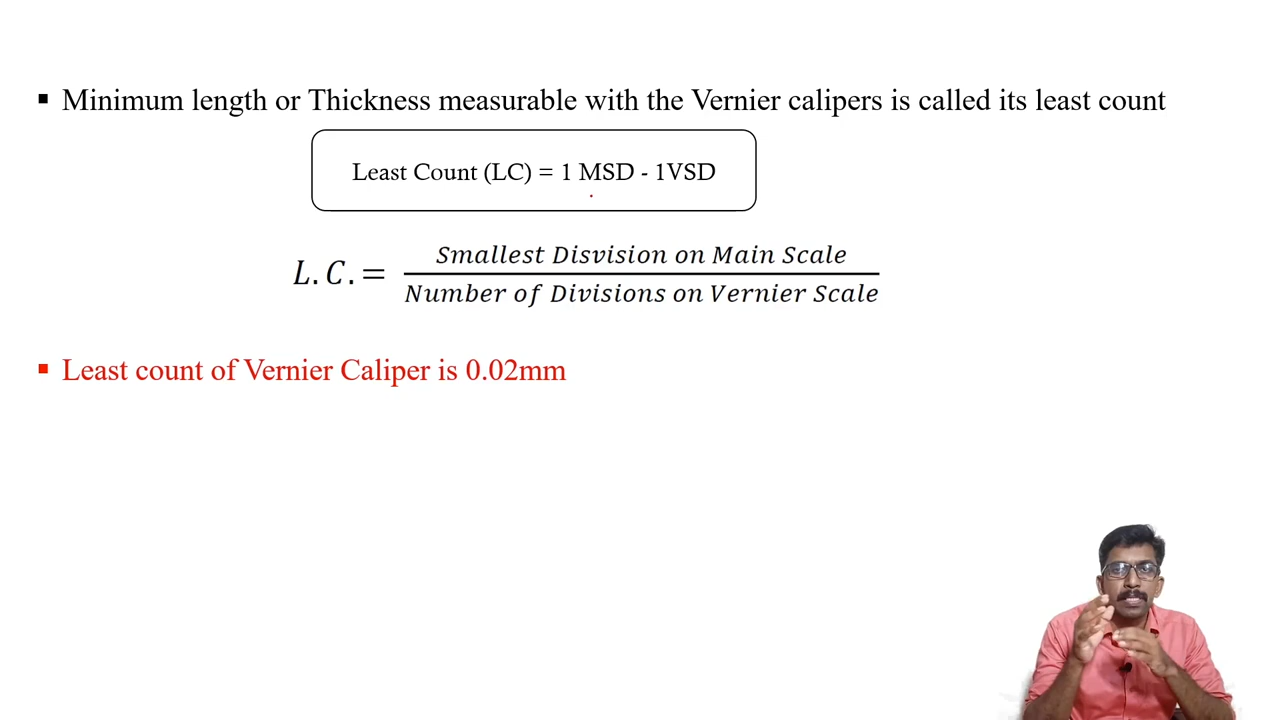 ▪ Minimum length or Thickness measurable with the Vernier calipers is called its least count
Least Count (LC) = 1 MSD - 1VSD
L.C.= Smallest Disvision on Main Scale
Number of Divisions on Vernier Scale
▪ Least count of Vernier Caliper is 0.02mm